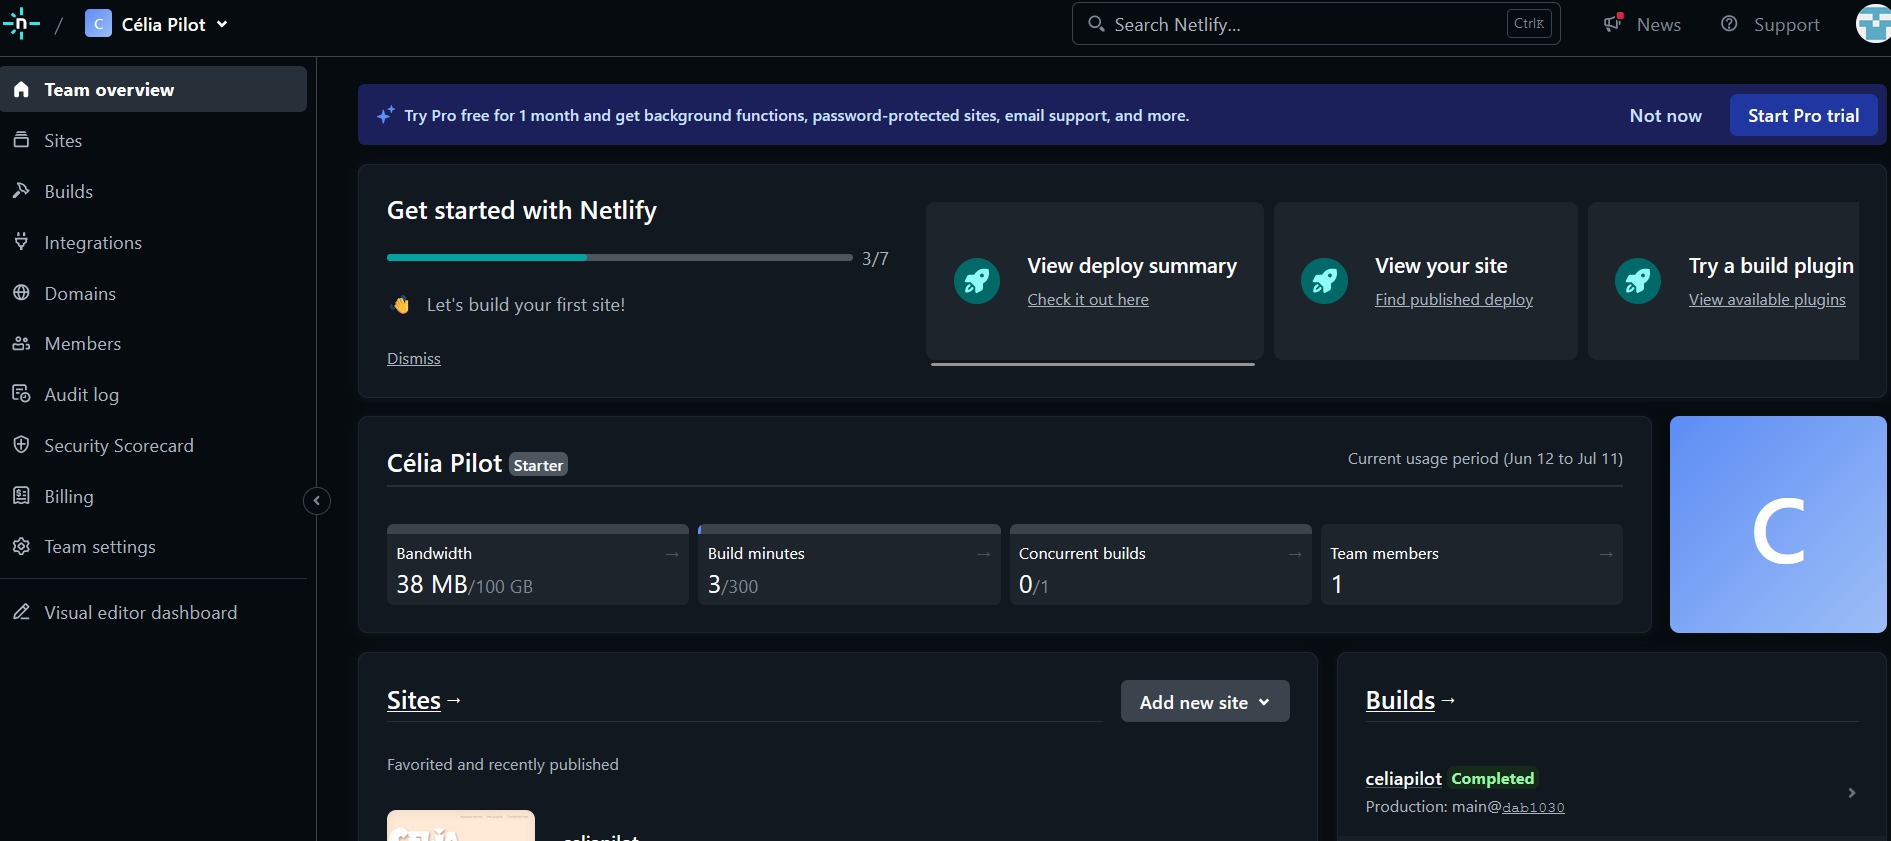 / C Célia Pilot
Search Netlify... Ctrl K
News
Support
Team overview
Sites
Builds
Integrations
Domains
Members
Audit log
Security Scorecard
Billing
Team settings
Visual editor dashboard
Try Pro free for 1 month and get background functions, password-protected sites, email support, and more.
Not now
Start Pro trial
Get started with Netlify
3/7
👋 Let's build your first site!
Dismiss
View deploy summary
Check it out here
View your site
Find published deploy
Try a build plugin
View available plugins
Célia Pilot Starter
Current usage period (Jun 12 to Jul 11)
Bandwidth →
38 MB/100 GB
Build minutes →
3/300
Concurrent builds →
0/1
Team members →
1
C
Sites →
Add new site
Favorited and recently published
CELIA
celiapilot
Builds →
celiapilot Completed
Production: main@dab1030